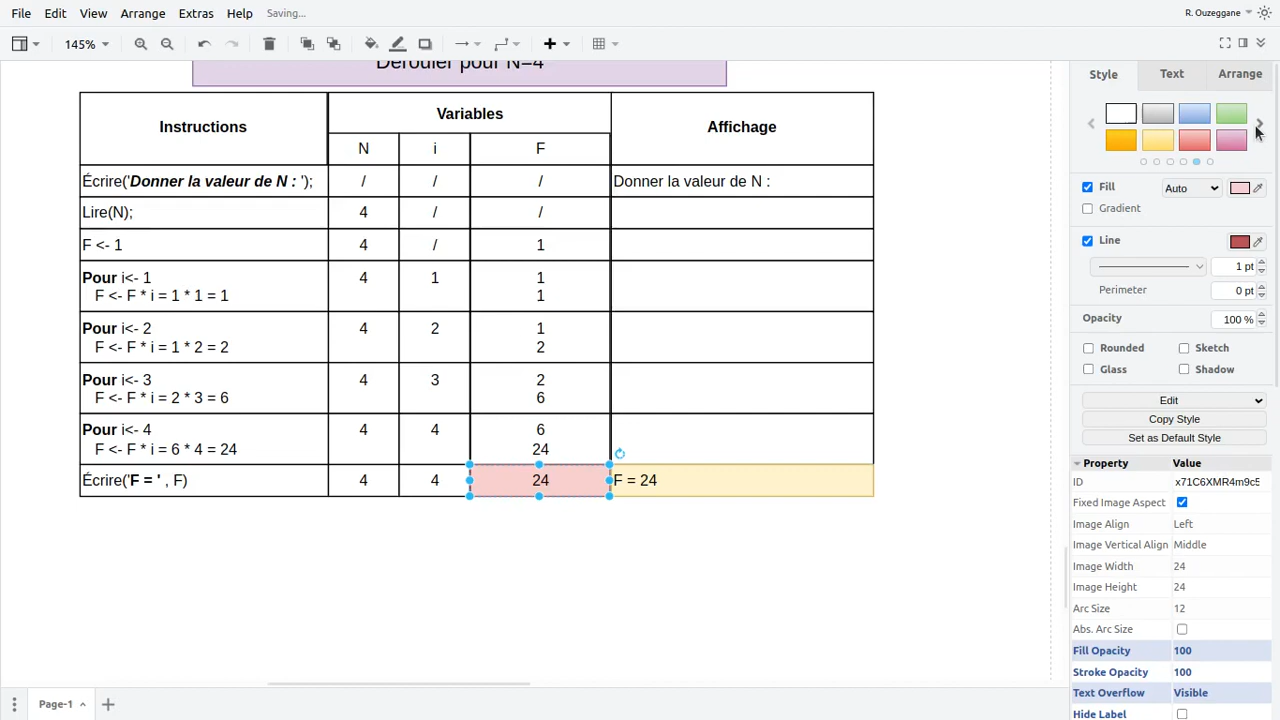 File Edit View Arrange Extras Help Saving...
R. Ouzeggane
145%
Dérouler pour N=4
Instructions
Variables
Affichage
N i F
Écrire('Donner la valeur de N : '); / / / Donner la valeur de N :
Lire(N); 4 / /
F <- 1 4 / 1
Pour i<- 1 4 1 1
F <- F * i = 1 * 1 = 1 1
Pour i<- 2 4 2 1
F <- F * i = 1 * 2 = 2 2
Pour i<- 3 4 3 2
F <- F * i = 2 * 3 = 6 6
Pour i<- 4 4 4 6
F <- F * i = 6 * 4 = 24 24
Écrire('F = ' , F) 4 4 24 F = 24
Style Text Arrange
Fill Auto
Gradient
Line
1 pt
Perimeter 0 pt
Opacity 100 %
Rounded Sketch
Glass Shadow
Edit
Copy Style
Set as Default Style
Property Value
ID x71C6XMR4m9c5
Fixed Image Aspect
Image Align Left
Image Vertical Align Middle
Image Width 24
Image Height 24
Arc Size 12
Abs. Arc Size
Fill Opacity 100
Stroke Opacity 100
Text Overflow Visible
Hide Label
Page-1